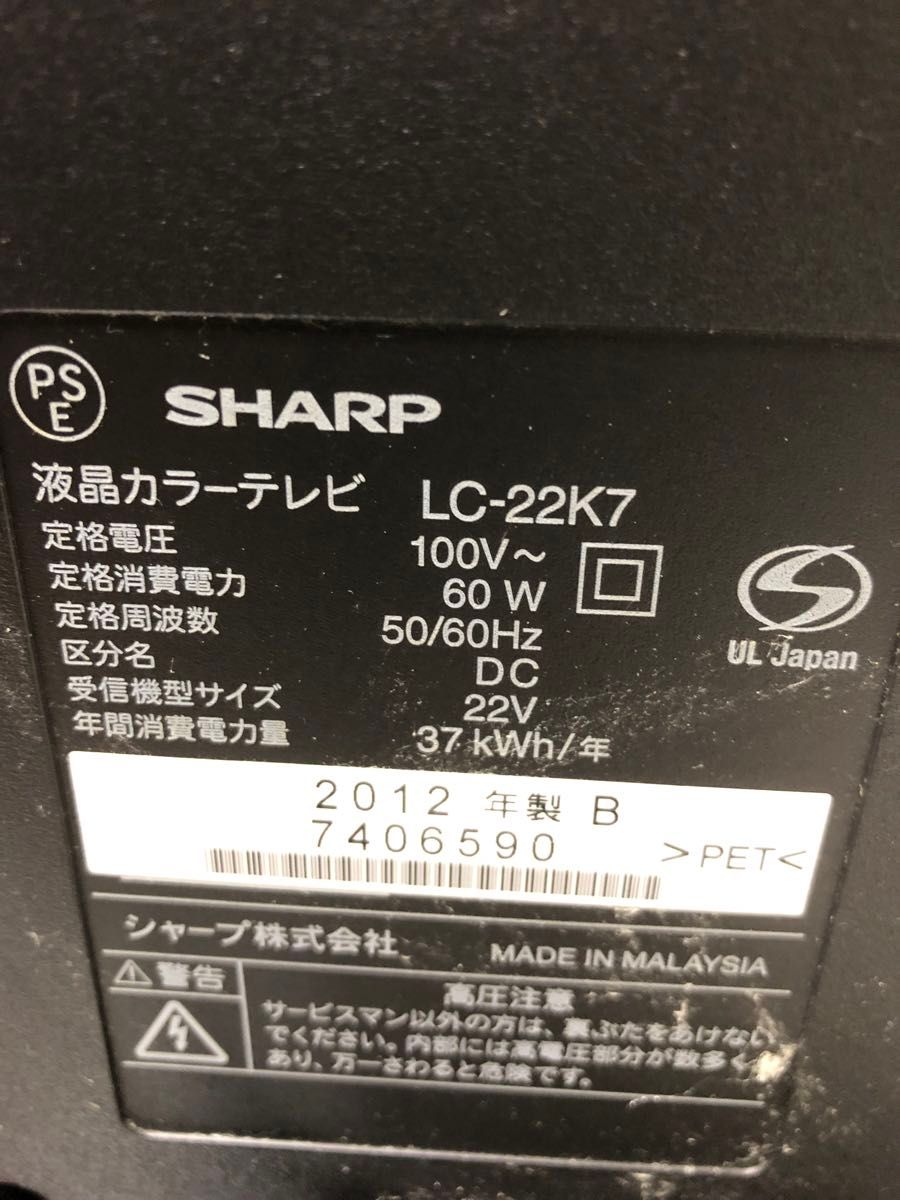 PSE
SHARP
液晶カラーテレビ LC-22K7
定格電圧 100V～
定格消費電力 60 W
定格周波数 50/60Hz
区分名 DC
受信機型サイズ 22V
年間消費電力量 37 kWh/年
UL Japan
2012 年製 B
7406590
>PET<
シャープ株式会社 MADE IN MALAYSIA
警告
高圧注意
サービスマン以外の方は、裏ぶたをあけない
でください。内部には高電圧部分が数多く
あり、万一さわると危険です。